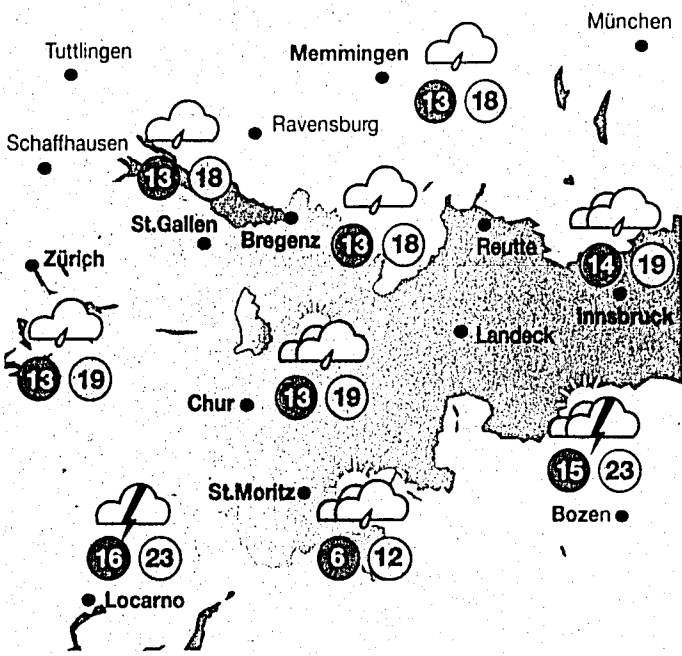 München
Tuttlingen
Memmingen
13 18
Ravensburg
Schaffhausen
13 18
St.Gallen
Bregenz
13 18
Reutte
14 19
Zürich
Innsbruck
Landeck
13 19
13 19
Chur
15 23
St.Moritz
Bozen
16 23
6 12
Locarno